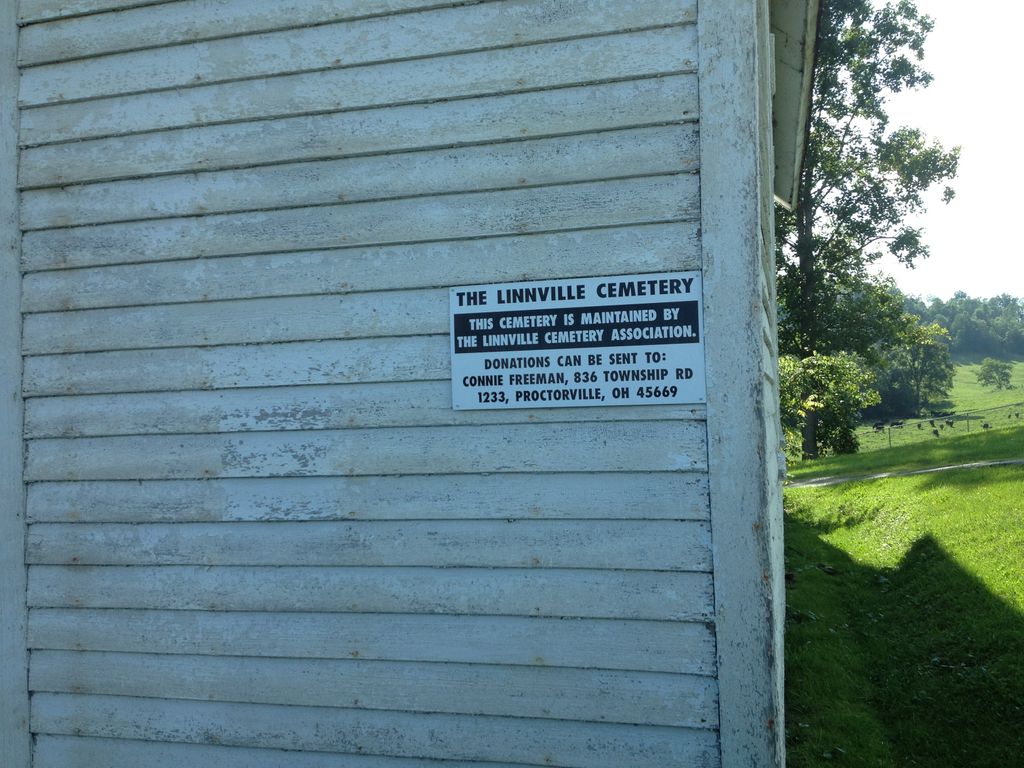 THE LINNVILLE CEMETERY
THIS CEMETERY IS MAINTAINED BY
THE LINNVILLE CEMETERY ASSOCIATION.
DONATIONS CAN BE SENT TO:
CONNIE FREEMAN, 836 TOWNSHIP RD
1233, PROCTORVILLE, OH 45669